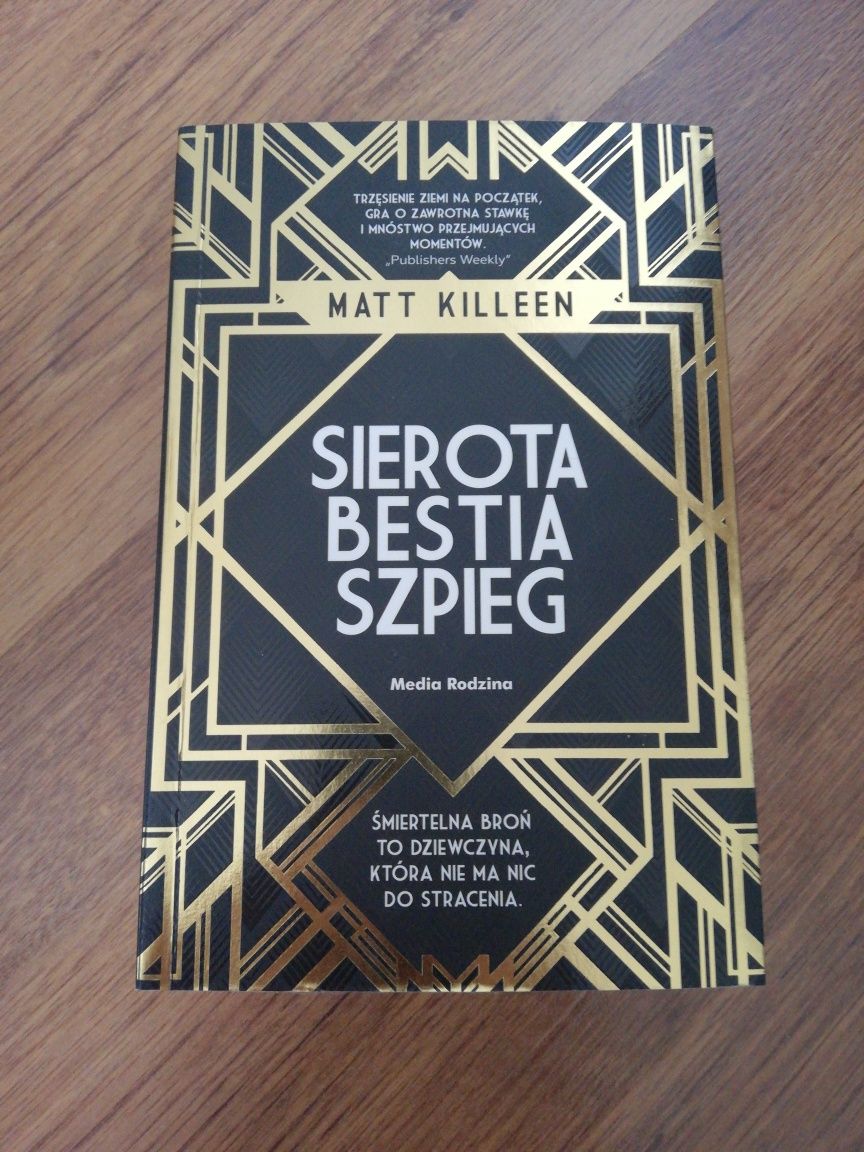 TRZĘSIENIE ZIEMI NA POCZĄTEK,
GRA O ZAWROTNA STAWKĘ
I MNÓSTWO PRZEJMUJĄCYCH
MOMENTÓW.
„Publishers Weekly”
MATT KILLEEN
SIEROTA
BESTIA
SZPIEG
Media Rodzina
ŚMIERTELNA BROŃ
TO DZIEWCZYNA,
KTÓRA NIE MA NIC
DO STRACENIA.